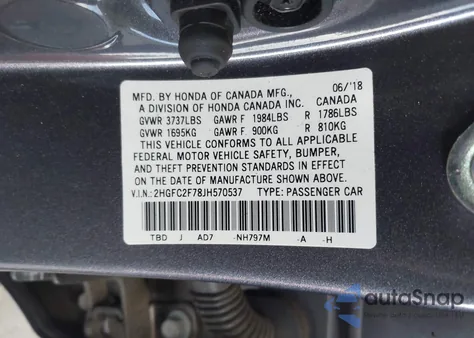 MFD. BY HONDA OF CANADA MFG., 06/'18
A DIVISION OF HONDA CANADA INC. CANADA
GVWR 3737LBS GAWR F. 1984LBS R 1786LBS
GVWR 1695KG GAWR F. 900KG R 810KG
THIS VEHICLE CONFORMS TO ALL APPLICABLE
FEDERAL MOTOR VEHICLE SAFETY, BUMPER,
AND THEFT PREVENTION STANDARDS IN EFFECT
ON THE DATE OF MANUFACTURE SHOWN ABOVE.
V.I.N.: 2HGFC2F78JH570537 TYPE: PASSENGER CAR
TBD J AD7 -NH797M -A -H
autoSnap